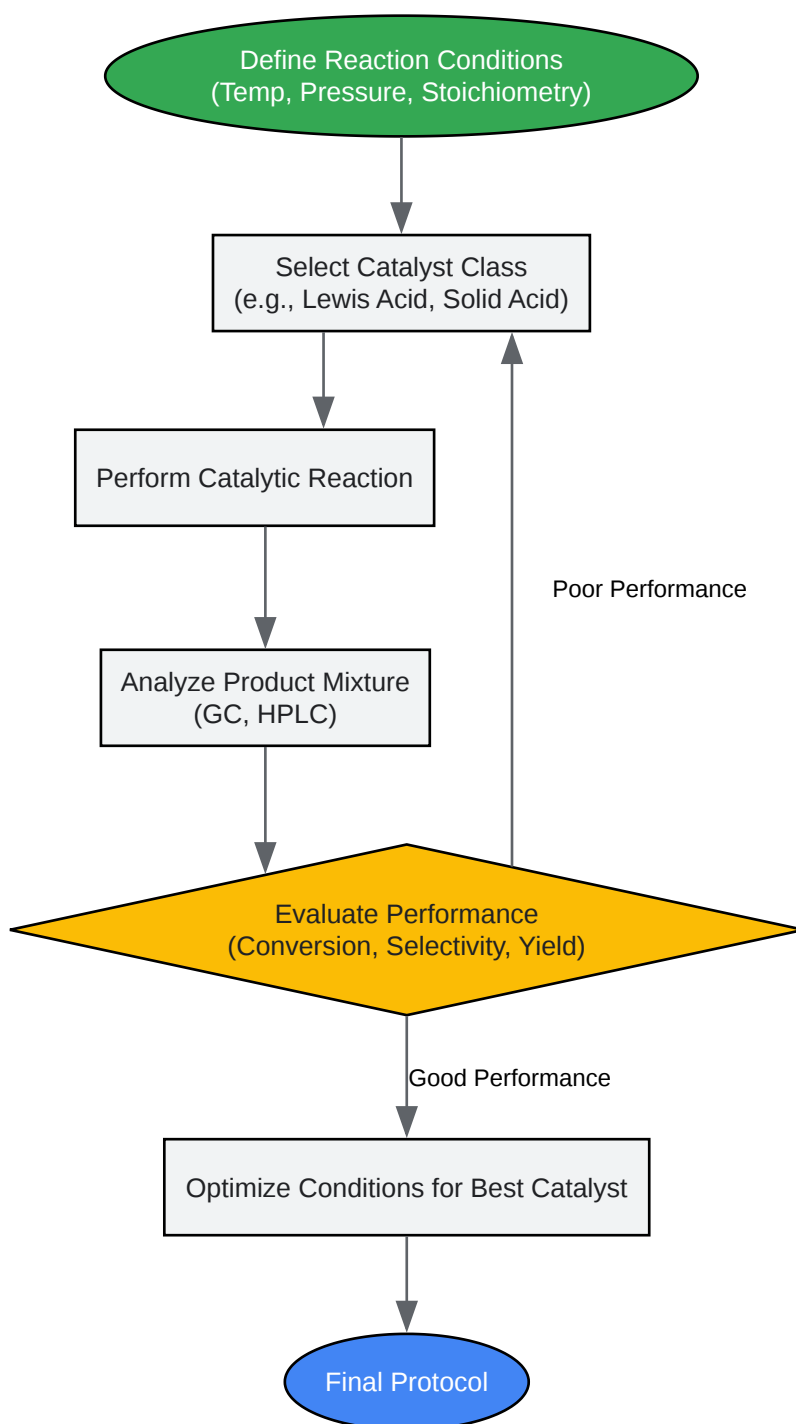 Define Reaction Conditions
(Temp, Pressure, Stoichiometry)
Select Catalyst Class
(e.g., Lewis Acid, Solid Acid)
Perform Catalytic Reaction
Poor Performance
Analyze Product Mixture
(GC, HPLC)
Evaluate Performance
(Conversion, Selectivity, Yield)
Good Performance
Optimize Conditions for Best Catalyst
Final Protocol